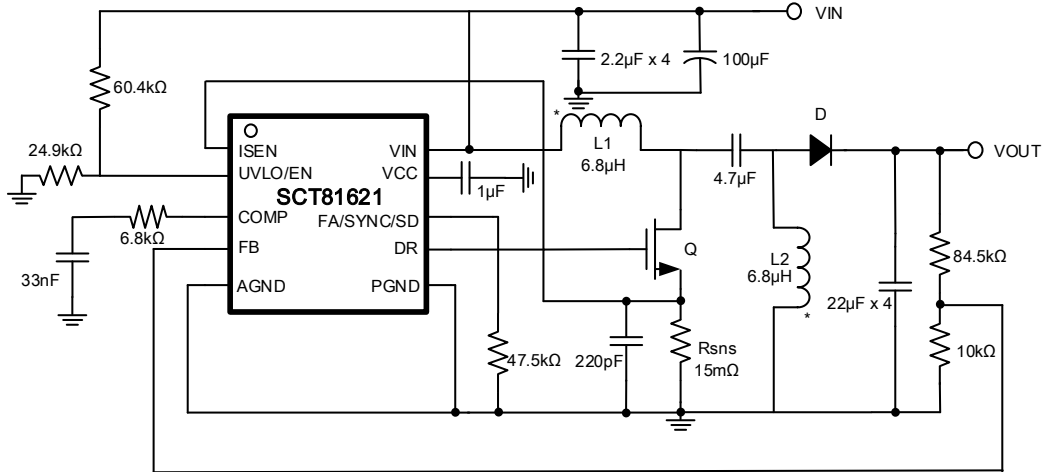 VIN
2.2µF x 4
100µF
60.4kΩ
*
D
L1
6.8µH
24.9kΩ
ISEN
VIN
VOUT
UVLO/EN
VCC
4.7µF
SCT81621
1µF
COMP
FA/SYNC/SD
6.8kΩ
FB
DR
Q
L2
6.8µH
84.5kΩ
33nF
AGND
PGND
22µF x 4
*
47.5kΩ
220pF
Rsns
15mΩ
10kΩ